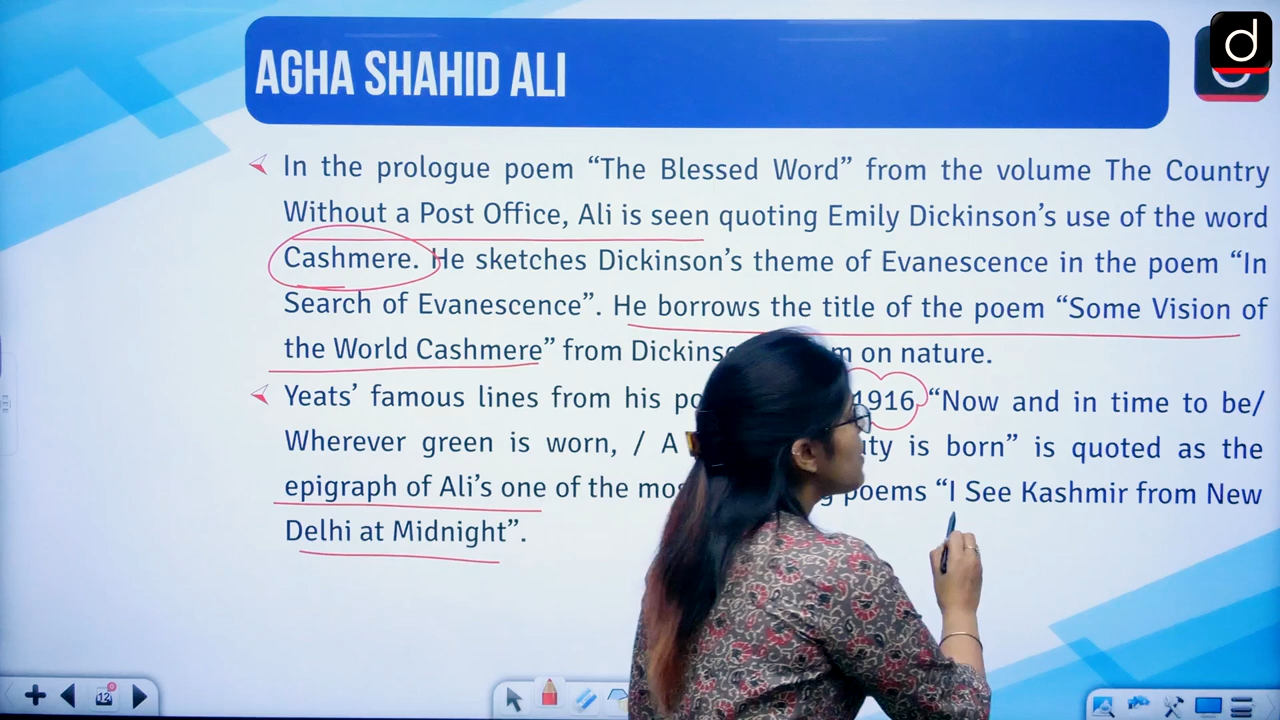 AGHA SHAHID ALI
d
In the prologue poem “The Blessed Word” from the volume The Country
Without a Post Office, Ali is seen quoting Emily Dickinson’s use of the word
Cashmere. He sketches Dickinson’s theme of Evanescence in the poem “In
Search of Evanescence”. He borrows the title of the poem “Some Vision of
the World Cashmere” from on nature.
Yeats’ famous lines from his 1916 “Now and in time to be/
Wherever green is worn, / A is born” is quoted as the
epigraph of Ali’s one of the poems “I See Kashmir from New
Delhi at Midnight”.
12